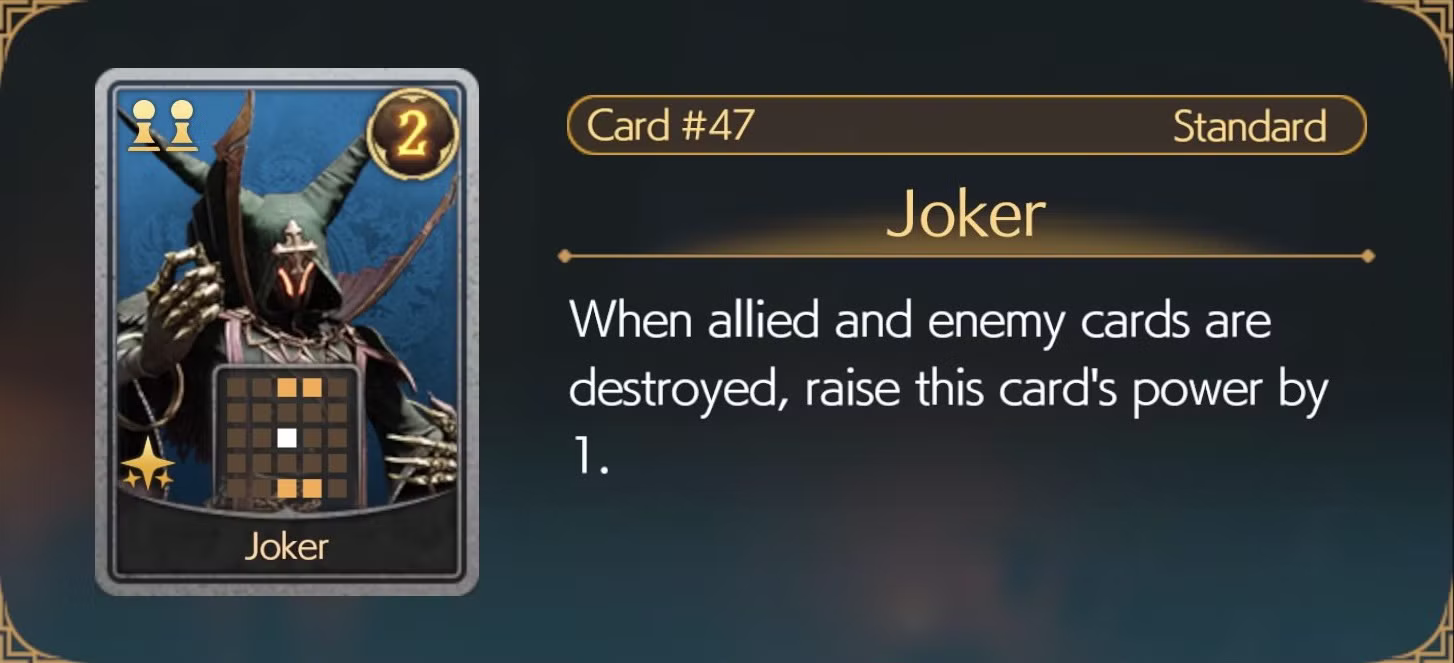 2
Joker
Card #47 Standard
Joker
When allied and enemy cards are
destroyed, raise this card's power by
1.